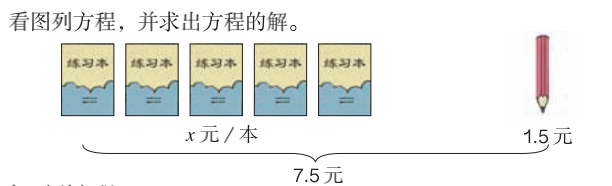 看图列方程，并求出方程的解。
练习本 练习本 练习本 练习本 练习本
x 元／本 1.5 元
7.5 元